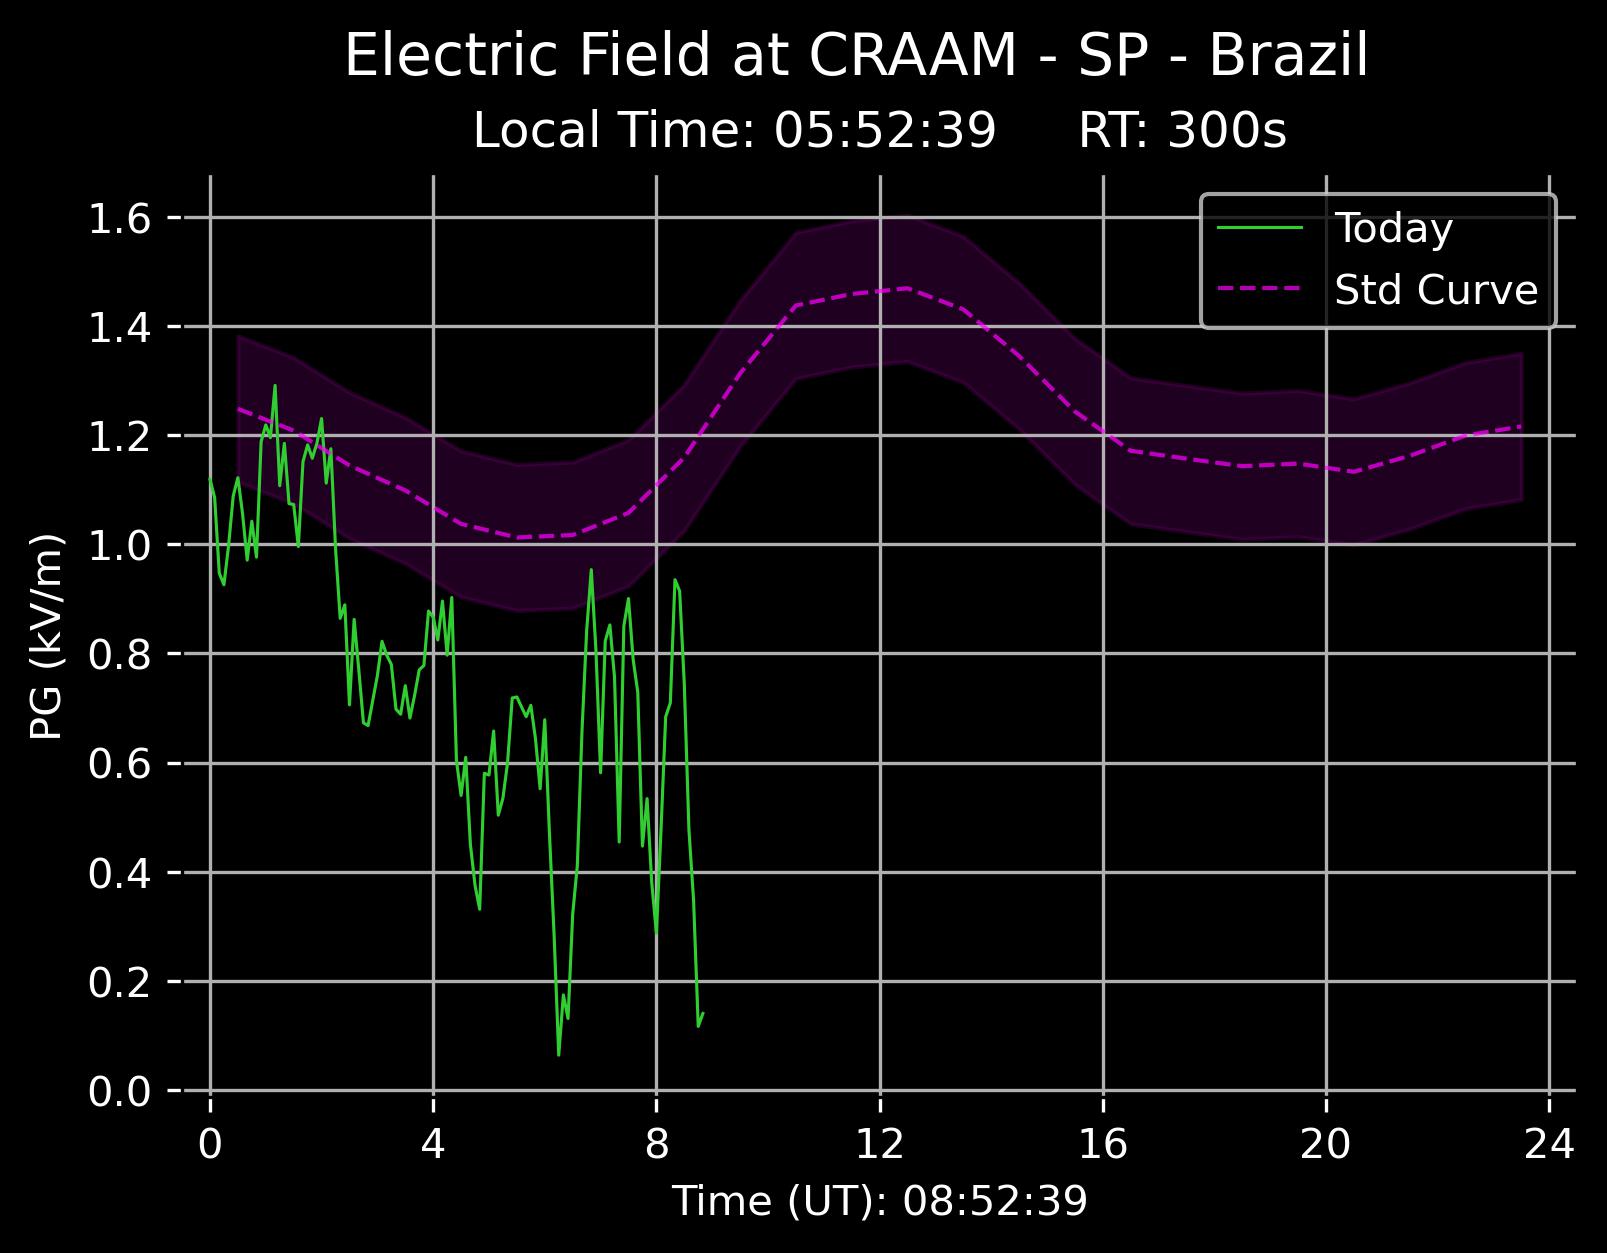 Electric Field at CRAAM - SP - Brazil
Local Time: 05:52:39 RT: 300s
Today
Std Curve
PG (kV/m)
1.6
1.4
1.2
1.0
0.8
0.6
0.4
0.2
0.0
0 4 8 12 16 20 24
Time (UT): 08:52:39